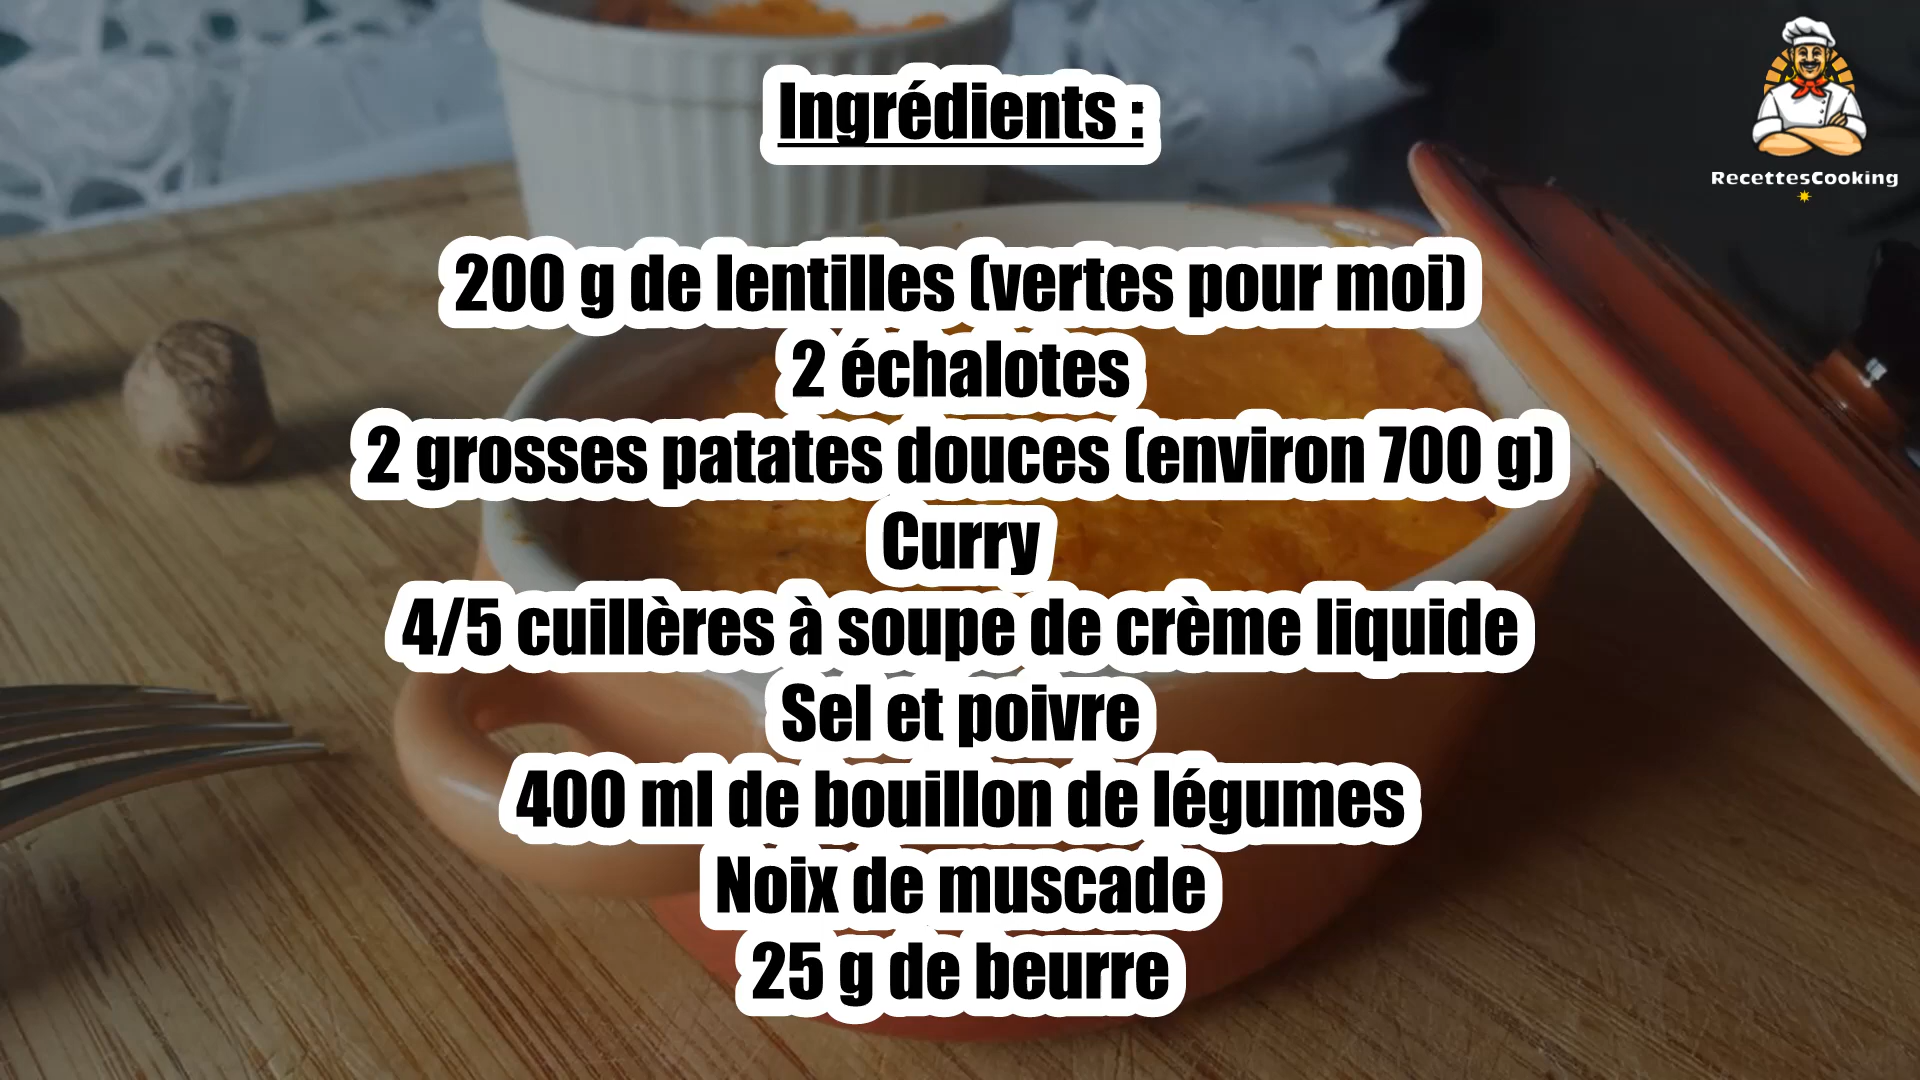 Ingrédients :
RecettesCooking
200 g de lentilles (vertes pour moi)
2 échalotes
2 grosses patates douces (environ 700 g)
Curry
4/5 cuillères à soupe de crème liquide
Sel et poivre
400 ml de bouillon de légumes
Noix de muscade
25 g de beurre